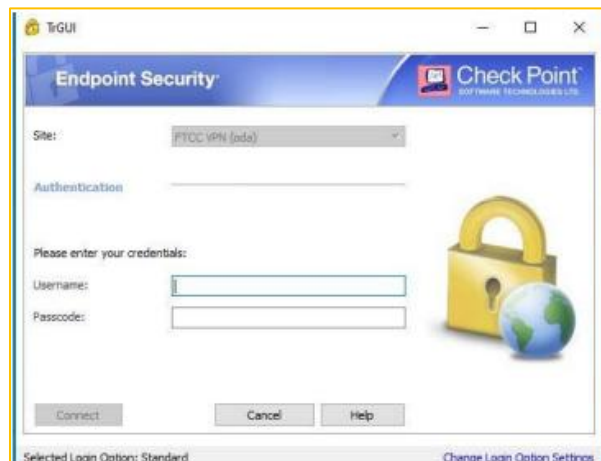 TrGUI
Endpoint Security
Check Point
SOFTWARE TECHNOLOGIES LTD.
Site:
PTCC VPN (oda)
Authentication
Please enter your credentials:
Username:
Passcode:
Connect
Cancel
Help
Selected Login Option: Standard
Change Login Option Settings